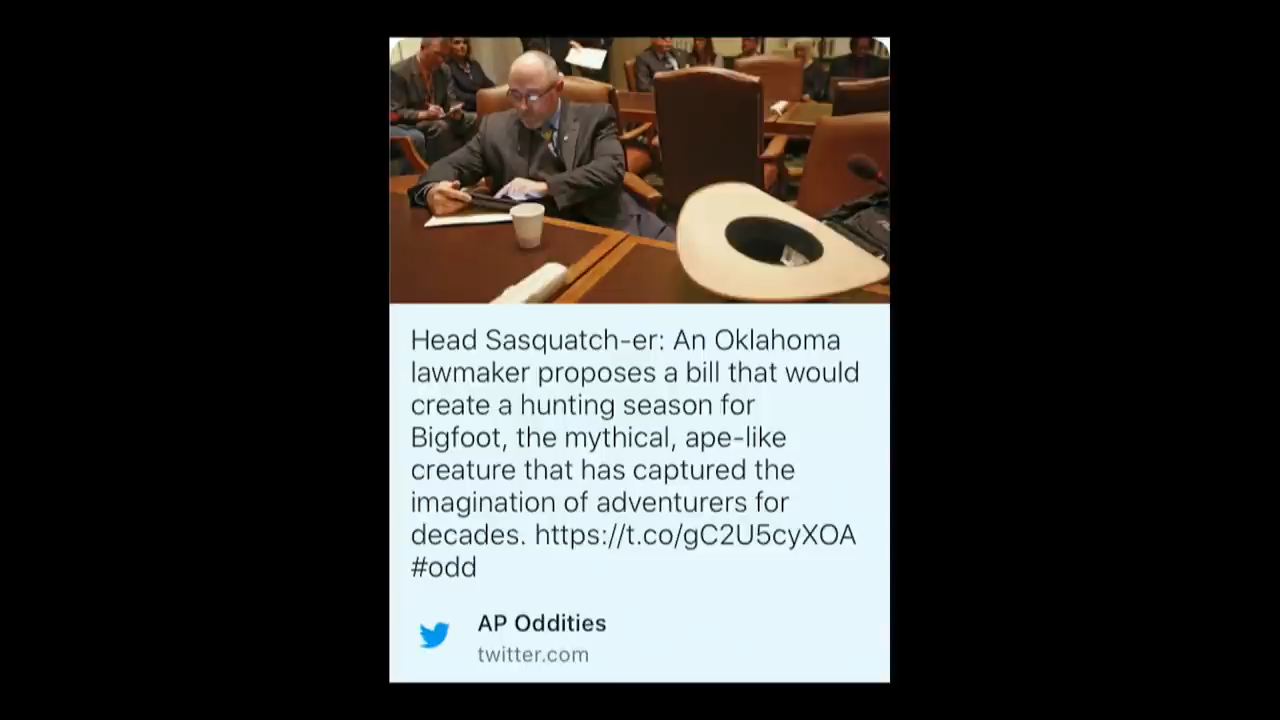 Head Sasquatch-er: An Oklahoma
lawmaker proposes a bill that would
create a hunting season for
Bigfoot, the mythical, ape-like
creature that has captured the
imagination of adventurers for
decades. https://t.co/gC2U5cyXOA
#odd
AP Oddities
twitter.com